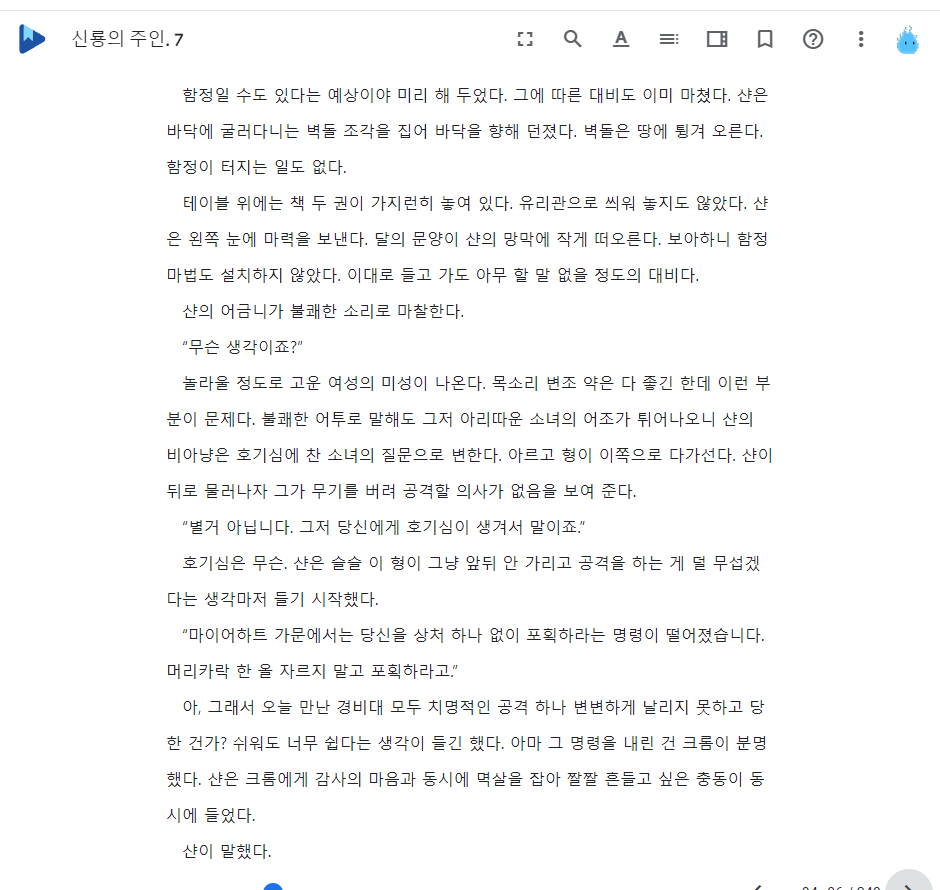 신룡의 주인. 7
함정일 수도 있다는 예상이야 미리 해 두었다. 그에 따른 대비도 이미 마쳤다. 샨은
바닥에 굴러다니는 벽돌 조각을 집어 바닥을 향해 던졌다. 벽돌은 땅에 튕겨 오른다.
함정이 터지는 일도 없다.
테이블 위에는 책 두 권이 가지런히 놓여 있다. 유리관으로 씌워 놓지도 않았다. 샨
은 왼쪽 눈에 마력을 보낸다. 달의 문양이 샨의 망막에 작게 떠오른다. 보아하니 함정
마법도 설치하지 않았다. 이대로 들고 가도 아무 할 말 없을 정도의 대비다.
샨의 어금니가 불쾌한 소리로 마찰한다.
“무슨 생각이죠?”
놀라울 정도로 고운 여성의 미성이 나온다. 목소리 변조 약은 다 좋긴 한데 이런 부
분이 문제다. 불쾌한 어투로 말해도 그저 아리따운 소녀의 어조가 튀어나오니 샨의
비아냥은 호기심에 찬 소녀의 질문으로 변한다. 아르고 형이 이쪽으로 다가선다. 샨이
뒤로 물러나자 그가 무기를 버려 공격할 의사가 없음을 보여 준다.
“별거 아닙니다. 그저 당신에게 호기심이 생겨서 말이죠.”
호기심은 무슨. 샨은 슬슬 이 형이 그냥 앞뒤 안 가리고 공격을 하는 게 덜 무섭겠
다는 생각마저 들기 시작했다.
“마이어하트 가문에서는 당신을 상처 하나 없이 포획하라는 명령이 떨어졌습니다.
머리카락 한 올 자르지 말고 포획하라고.”
아, 그래서 오늘 만난 경비대 모두 치명적인 공격 하나 변변하게 날리지 못하고 당
한 건가? 쉬워도 너무 쉽다는 생각이 들긴 했다. 아마 그 명령을 내린 건 크롬이 분명
했다. 샨은 크롬에게 감사의 마음과 동시에 멱살을 잡아 짤짤 흔들고 싶은 충동이 동
시에 들었다.
샨이 말했다.